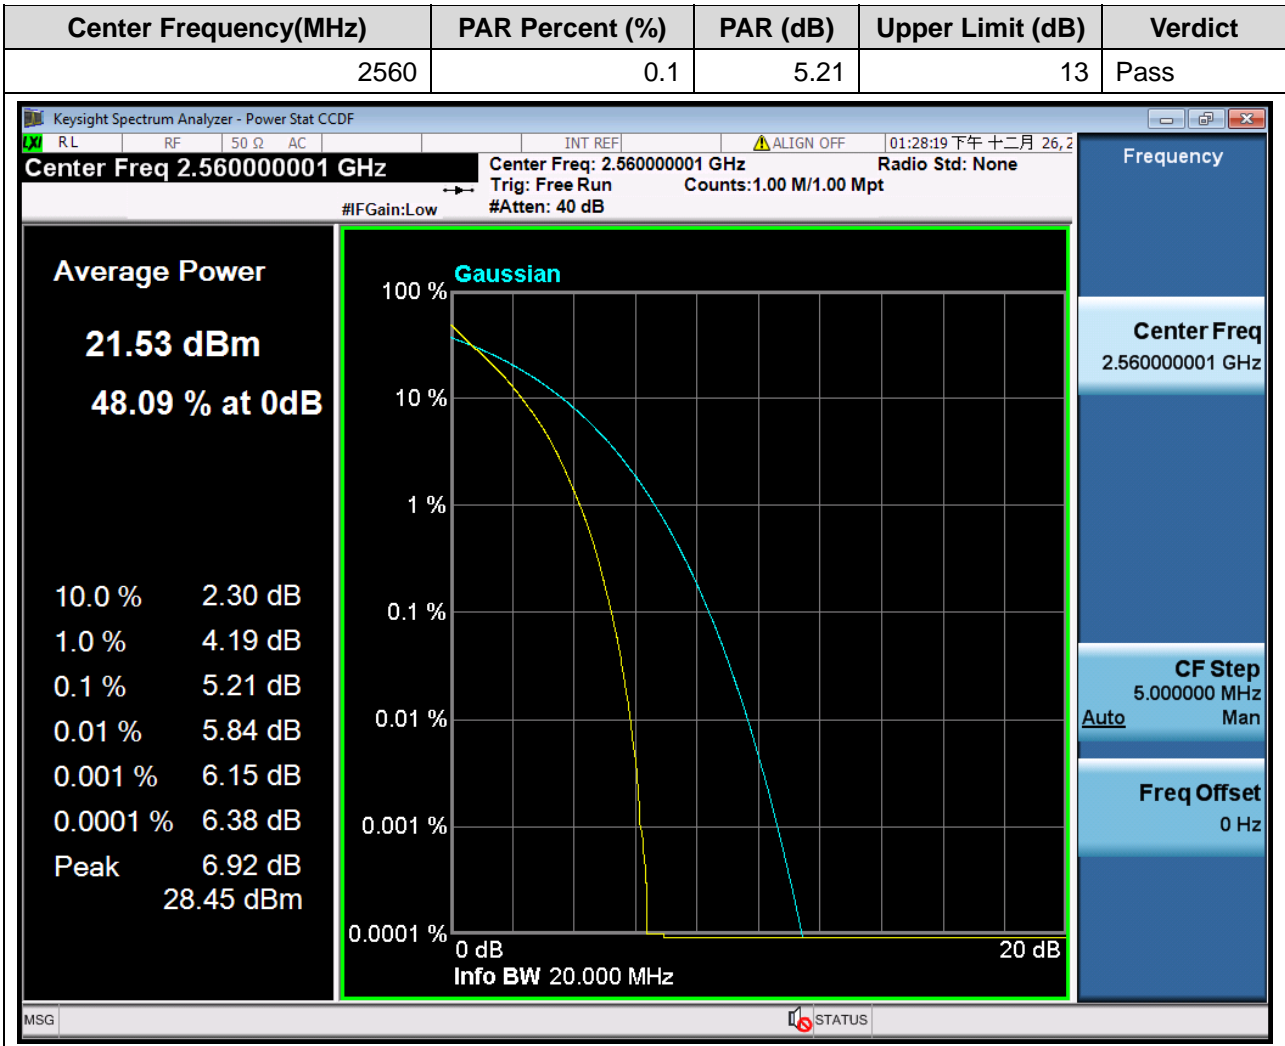 Center Frequency(MHz) PAR Percent (%) PAR (dB) Upper Limit (dB) Verdict
2560 0.1 5.21 13 Pass
Keysight Spectrum Analyzer - Power Stat CCDF
LXI RL RF 50 Ω AC INT REF ALIGN OFF 01:28:19 下午 十二月 26, 2
Center Freq 2.560000001 GHz
Center Freq: 2.560000001 GHz Radio Std: None
Trig: Free Run Counts:1.00 M/1.00 Mpt
#IFGain:Low #Atten: 40 dB
Average Power
21.53 dBm
48.09 % at 0dB
10.0 % 2.30 dB
1.0 % 4.19 dB
0.1 % 5.21 dB
0.01 % 5.84 dB
0.001 % 6.15 dB
0.0001 % 6.38 dB
Peak 6.92 dB
28.45 dBm
Gaussian
100 %
10 %
1 %
0.1 %
0.01 %
0.001 %
0.0001 %
0 dB 20 dB
Info BW 20.000 MHz
Frequency
Center Freq
2.560000001 GHz
CF Step
5.000000 MHz
Auto Man
Freq Offset
0 Hz
MSG STATUS